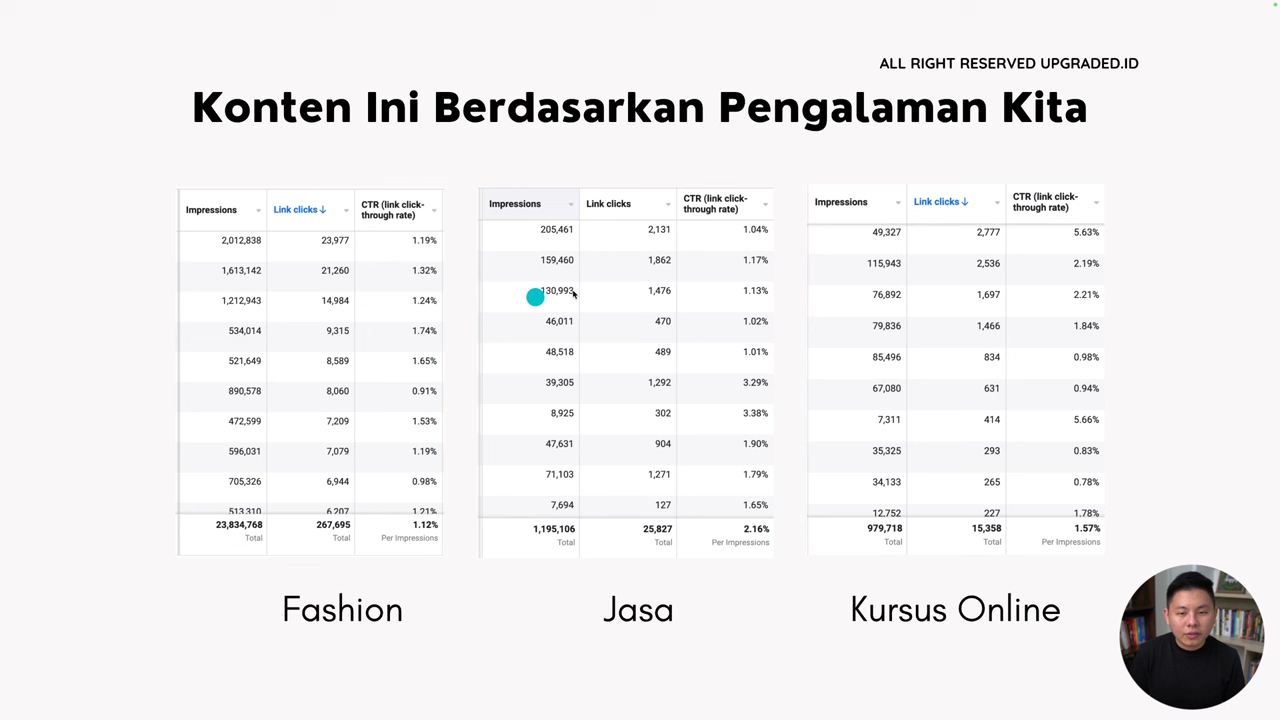 ALL RIGHT RESERVED UPGRADED.ID
Konten Ini Berdasarkan Pengalaman Kita
Impressions Link clicks↓ CTR (link click-through rate)
2,012,838 23,977 1.19%
1,613,142 21,260 1.32%
1,212,943 14,984 1.24%
534,014 9,315 1.74%
521,649 8,589 1.65%
890,578 8,060 0.91%
472,599 7,209 1.53%
596,031 7,079 1.19%
705,326 6,944 0.98%
513,310 6,207 1.21%
23,834,768 267,695 1.12%
Total Total Per Impressions
Fashion
Impressions Link clicks CTR (link click-through rate)
205,461 2,131 1.04%
159,460 1,862 1.17%
130,993 1,476 1.13%
46,011 470 1.02%
48,518 489 1.01%
39,305 1,292 3.29%
8,925 302 3.38%
47,631 904 1.90%
71,103 1,271 1.79%
7,694 127 1.65%
1,195,106 25,827 2.16%
Total Total Per Impressions
Jasa
Impressions Link clicks↓ CTR (link click-through rate)
49,327 2,777 5.63%
115,943 2,536 2.19%
76,892 1,697 2.21%
79,836 1,466 1.84%
85,496 834 0.98%
67,080 631 0.94%
7,311 414 5.66%
35,325 293 0.83%
34,133 265 0.78%
12,752 227 1.78%
979,718 15,358 1.57%
Total Total Per Impressions
Kursus Online